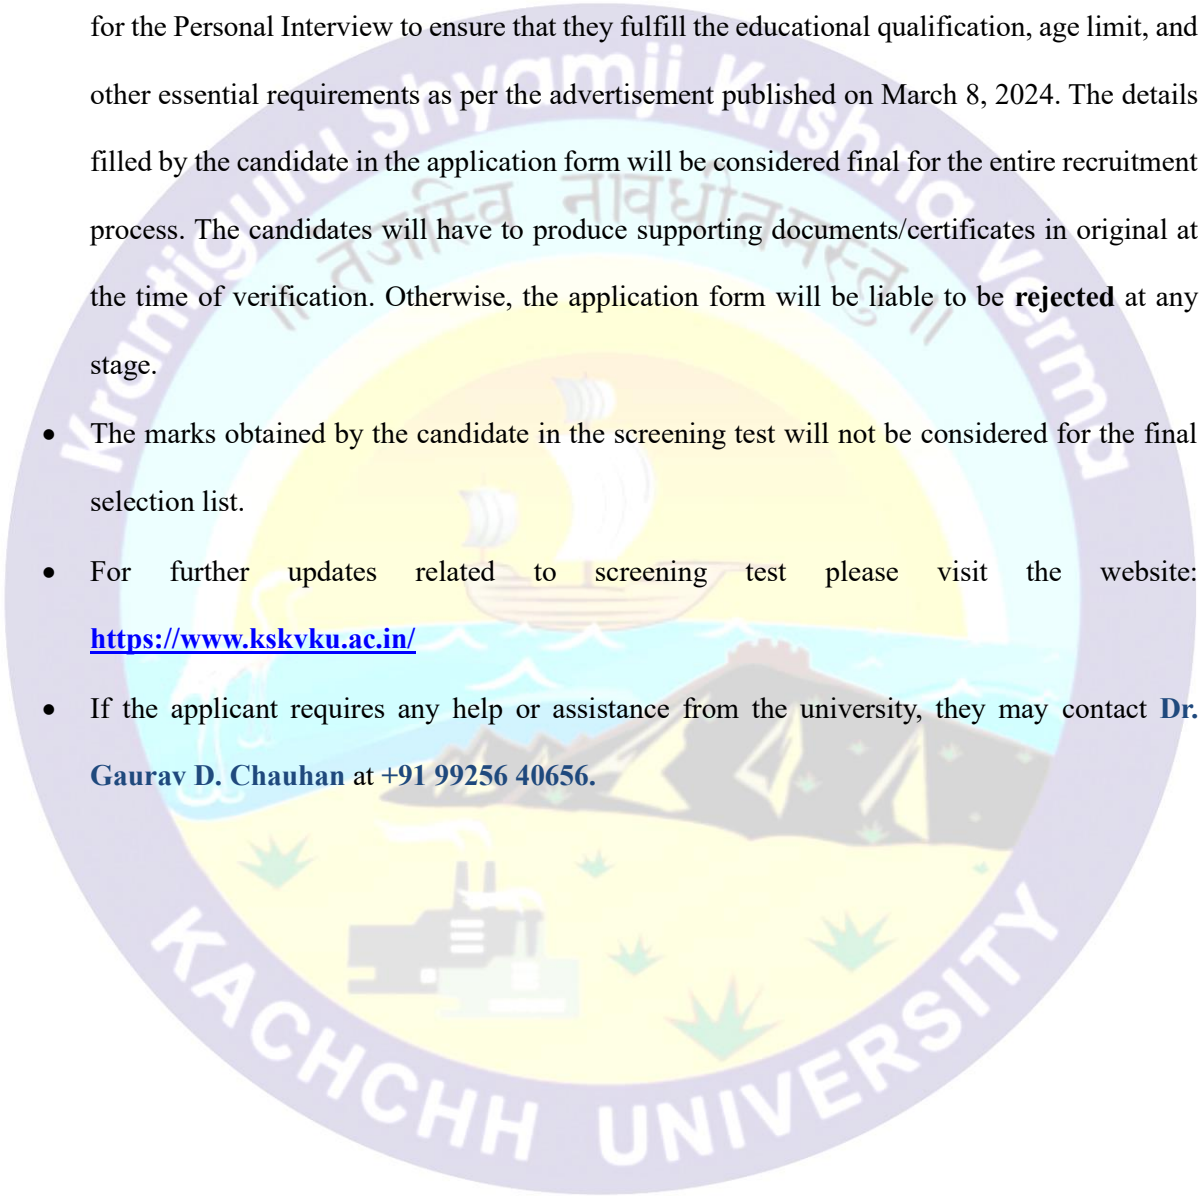 for the Personal Interview to ensure that they fulfill the educational qualification, age limit, and
other essential requirements as per the advertisement published on March 8, 2024. The details
filled by the candidate in the application form will be considered final for the entire recruitment
process. The candidates will have to produce supporting documents/certificates in original at
the time of verification. Otherwise, the application form will be liable to be rejected at any
stage.
• The marks obtained by the candidate in the screening test will not be considered for the final
selection list.
• For further updates related to screening test please visit the website:
https://www.kskvku.ac.in/
• If the applicant requires any help or assistance from the university, they may contact Dr.
Gaurav D. Chauhan at +91 99256 40656.
Krantiguru Shyamji Krishna Verma
॥ तेजस्वि नावधीतमस्तु ॥
KACHCHH UNIVERSITY